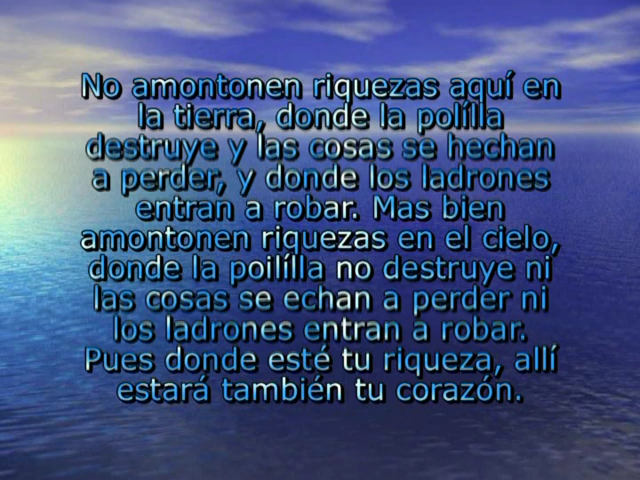 No amontonen riquezas aquí en
la tierra, donde la polílla
destruye y las cosas se hechan
a perder, y donde los ladrones
entran a robar. Mas bien
amontonen riquezas en el cielo,
donde la poilílla no destruye ni
las cosas se echan a perder ni
los ladrones entran a robar.
Pues donde esté tu riqueza, allí
estará también tu corazón.